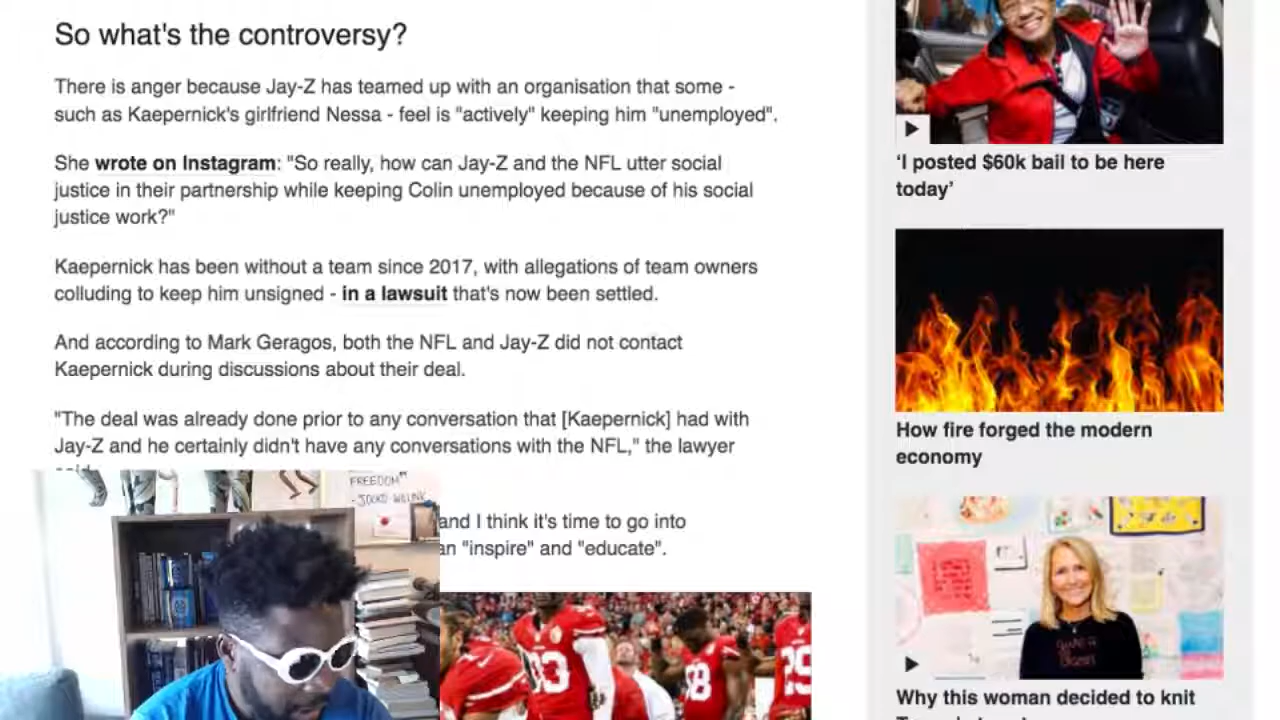 So what's the controversy?
There is anger because Jay-Z has teamed up with an organisation that some -
such as Kaepernick's girlfriend Nessa - feel is "actively" keeping him "unemployed".
She wrote on Instagram: "So really, how can Jay-Z and the NFL utter social
justice in their partnership while keeping Colin unemployed because of his social
justice work?"
Kaepernick has been without a team since 2017, with allegations of team owners
colluding to keep him unsigned - in a lawsuit that's now been settled.
And according to Mark Geragos, both the NFL and Jay-Z did not contact
Kaepernick during discussions about their deal.
"The deal was already done prior to any conversation that [Kaepernick] had with
Jay-Z and he certainly didn't have any conversations with the NFL," the lawyer
and I think it's time to go into
an "inspire" and "educate".
FREEDOM"
- JOCKO WILLINK
93
98
29
'I posted $60k bail to be here
today'
How fire forged the modern
economy
Why this woman decided to knit